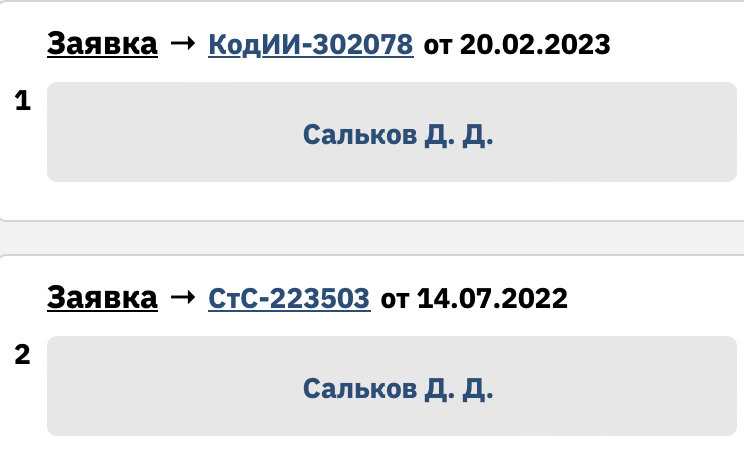 Заявка → КодИИ-302078 от 20.02.2023
1
Сальков Д. Д.
Заявка → СтС-223503 от 14.07.2022
2
Сальков Д. Д.